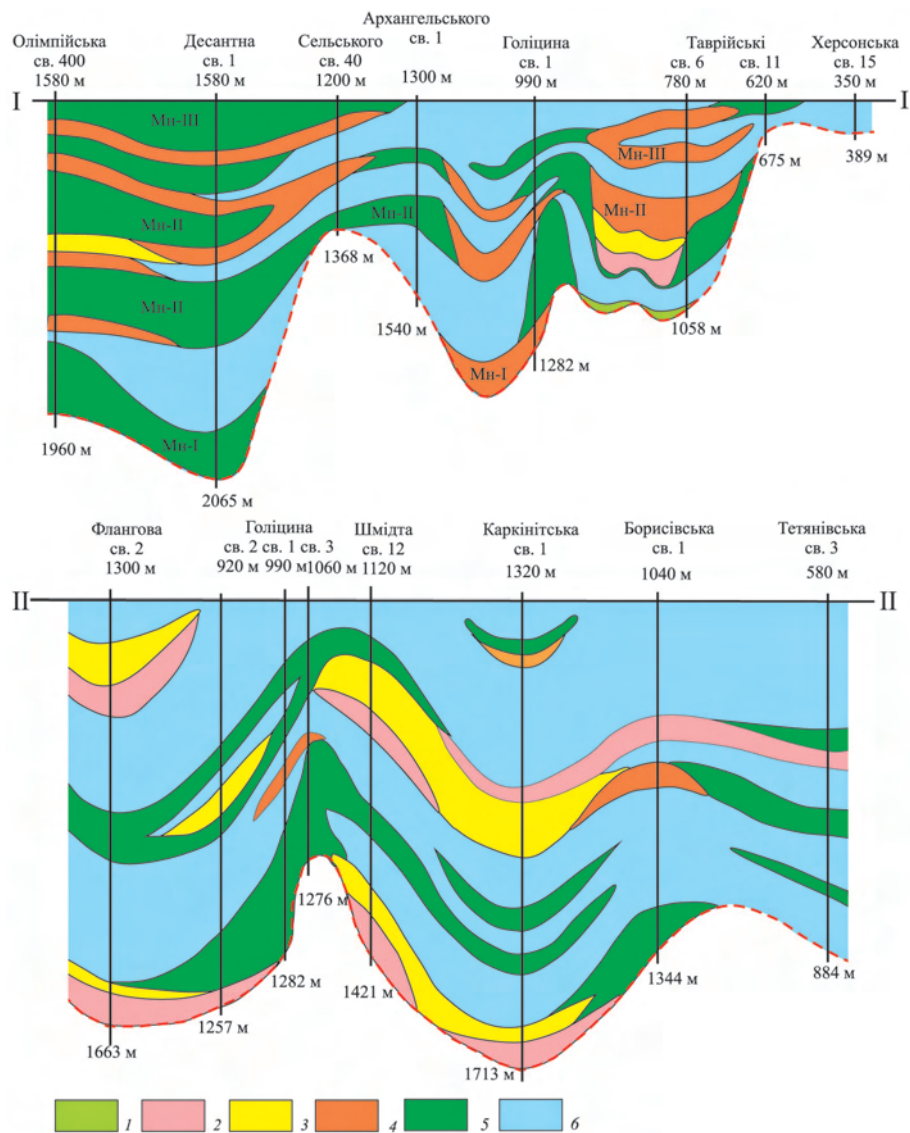 Архангельського
св. 1
1300 м
Олімпійська
св. 400
1580 м
Десантна
св. 1
1580 м
Сельського
св. 40
1200 м
Голіцина
св. 1
990 м
Таврійські
св. 6
780 м
св. 11
620 м
Херсонська
св. 15
350 м
I
I
Мн-III
Мн-III
Мн-II
Мн-II
Мн-II
Мн-II
Мн-I
Мн-I
675 м
389 м
1368 м
1540 м
1282 м
1058 м
1960 м
2065 м
Флангова
св. 2
1300 м
Голіцина
св. 2 св. 1 св. 3
920 м 990 м 1060 м
Шмідта
св. 12
1120 м
Каркінітська
св. 1
1320 м
Борисівська
св. 1
1040 м
Тетянівська
св. 3
580 м
II
II
1276 м
1282 м
1421 м
1344 м
884 м
1257 м
1663 м
1713 м
1 2 3 4 5 6